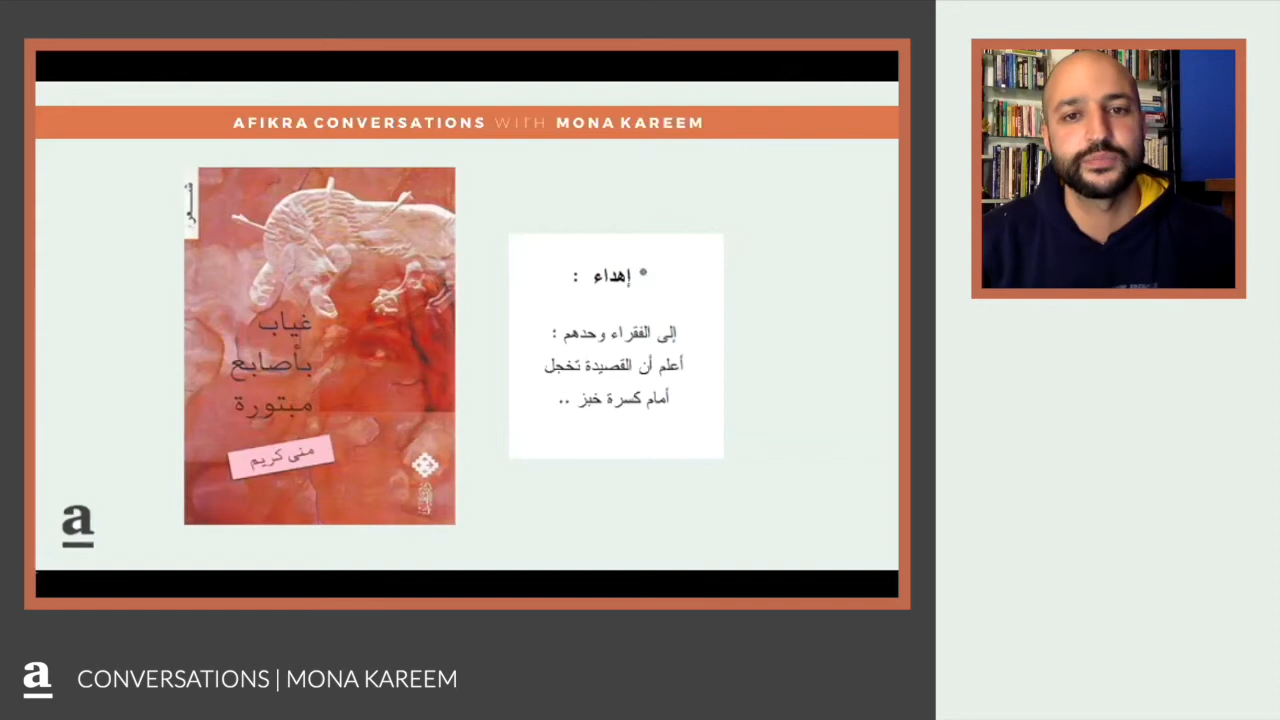 AFIKRA CONVERSATIONS WITH MONA KAREEM
شعر
غياب
بأصابع
مبتورة
منى كريم
* إهداء :
إلى الفقراء وحدهم :
أعلم أن القصيدة تخجل
أمام كسرة خبز ..
a
a CONVERSATIONS | MONA KAREEM